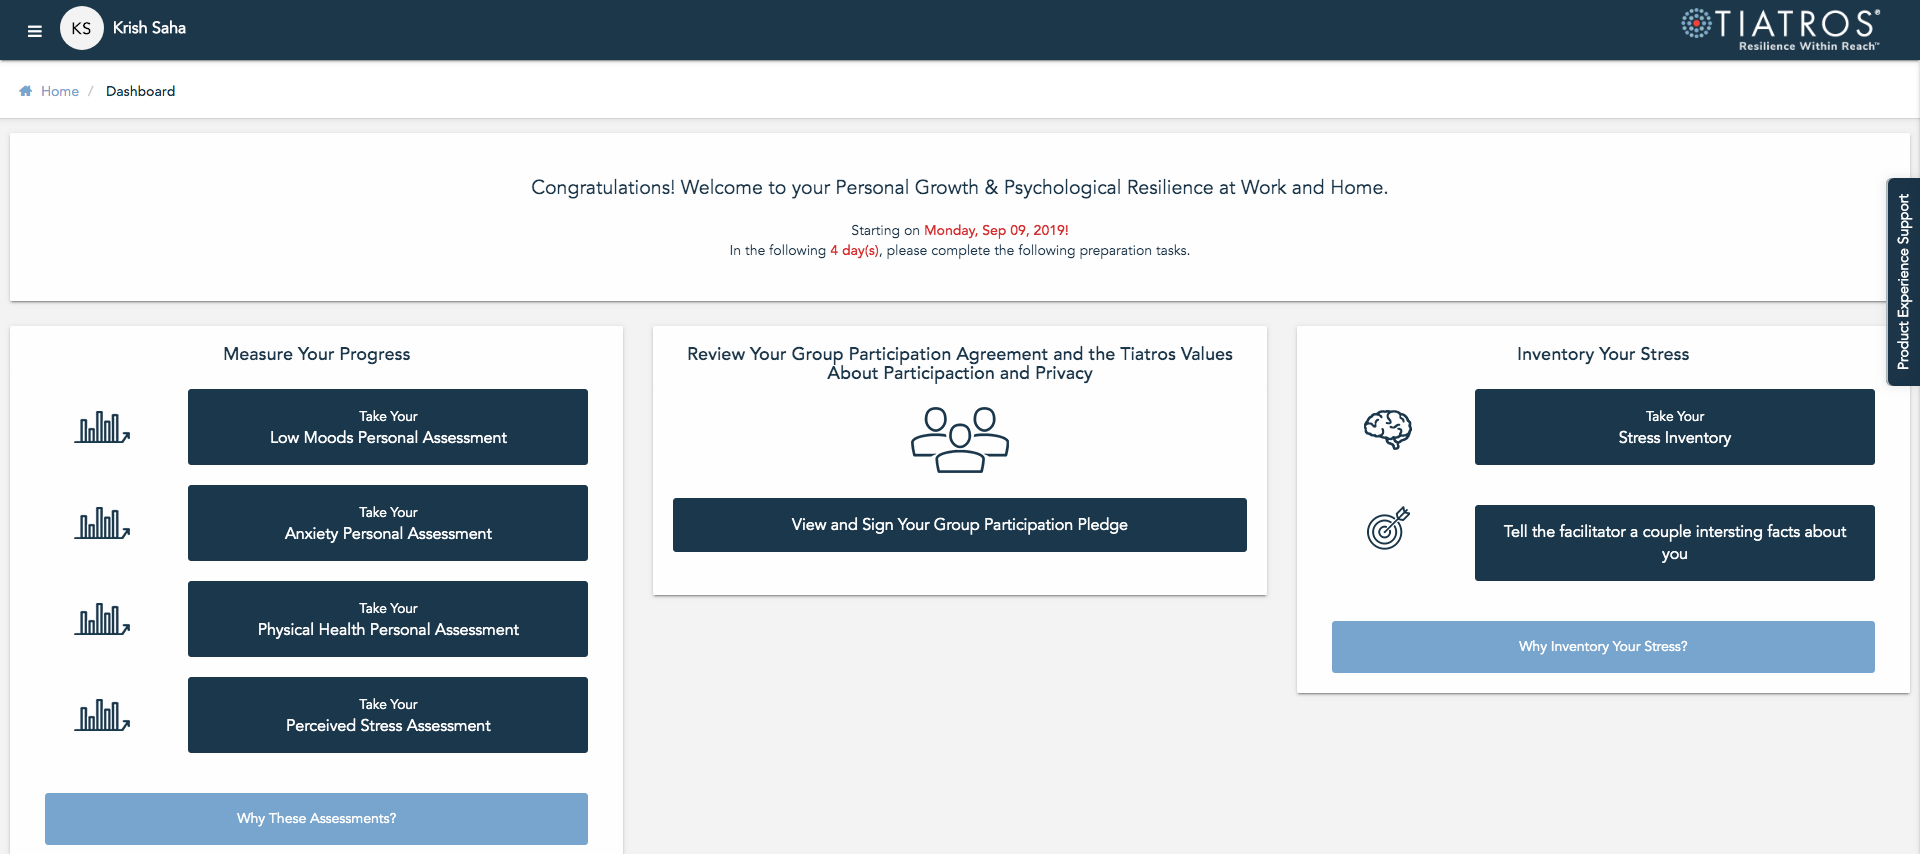 KS Krish Saha
TIATROS®
Resilience Within Reach™
Home / Dashboard
Congratulations! Welcome to your Personal Growth & Psychological Resilience at Work and Home.
Starting on Monday, Sep 09, 2019!
In the following 4 day(s), please complete the following preparation tasks.
Product Experience Support
Measure Your Progress
Take Your
Low Moods Personal Assessment
Take Your
Anxiety Personal Assessment
Take Your
Physical Health Personal Assessment
Take Your
Perceived Stress Assessment
Why These Assessments?
Review Your Group Participation Agreement and the Tiatros Values
About Participaction and Privacy
View and Sign Your Group Participation Pledge
Inventory Your Stress
Take Your
Stress Inventory
Tell the facilitator a couple intersting facts about
you
Why Inventory Your Stress?